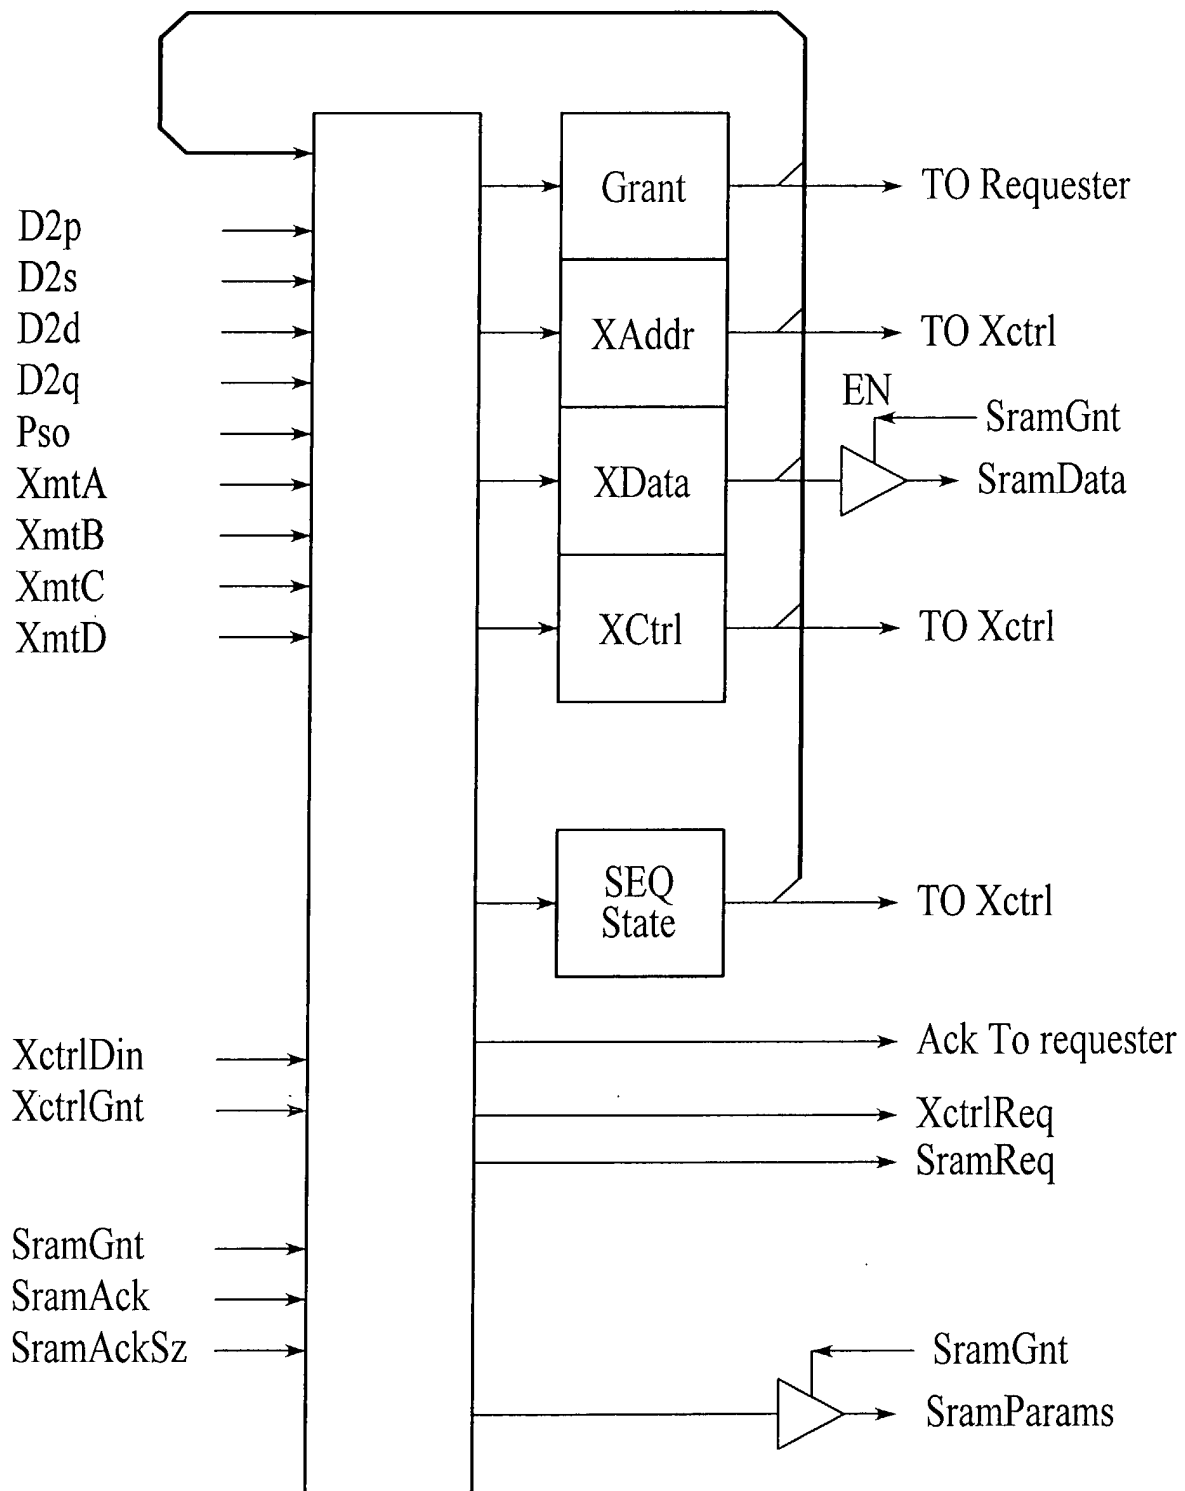 Grant
TO Requester
D2p
D2s
D2d
XAddr
TO Xctrl
D2q
EN
SramGnt
Pso
XmtA
XData
SramData
XmtB
XmtC
XmtD
XCtrl
TO Xctrl
SEQ
State
TO Xctrl
XctrlDin
Ack To requester
XctrlGnt
XctrlReq
SramReq
SramGnt
SramAck
SramAckSz
SramGnt
SramParams